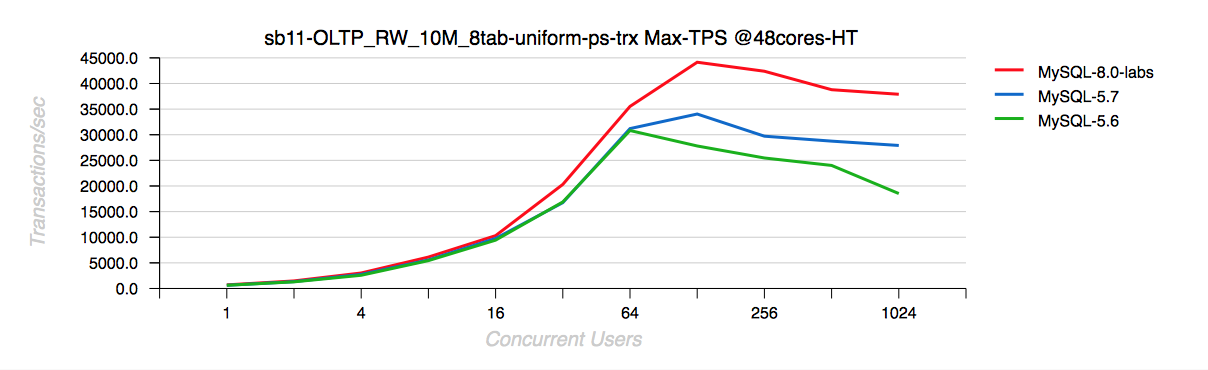 sb11-OLTP_RW_10M_8tab-uniform-ps-trx Max-TPS @48cores-HT
Transactions/sec
45000.0
40000.0
35000.0
30000.0
25000.0
20000.0
15000.0
10000.0
5000.0
0.0
1 4 16 64 256 1024
Concurrent Users
MySQL-8.0-labs
MySQL-5.7
MySQL-5.6